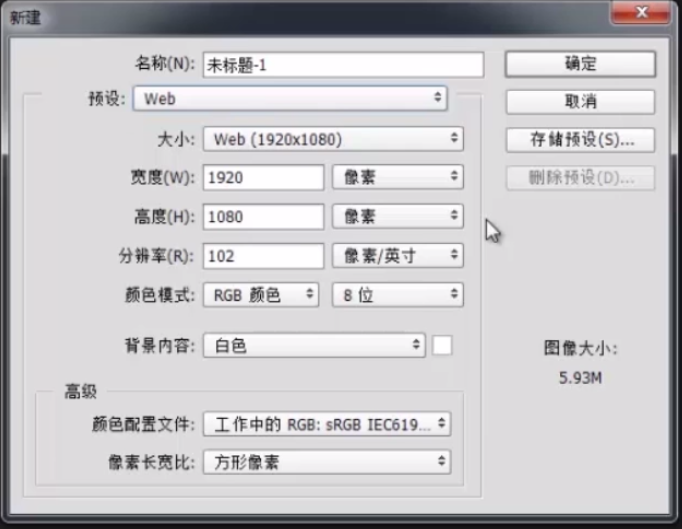 新建
名称(N): 未标题-1 确定
预设: Web 取消
大小: Web (1920x1080) 存储预设(S)...
宽度(W): 1920 像素 删除预设(D)...
高度(H): 1080 像素
分辨率(R): 102 像素/英寸
颜色模式: RGB 颜色 8 位
背景内容: 白色 图像大小:
5.93M
高级
颜色配置文件: 工作中的 RGB: sRGB IEC619...
像素长宽比: 方形像素